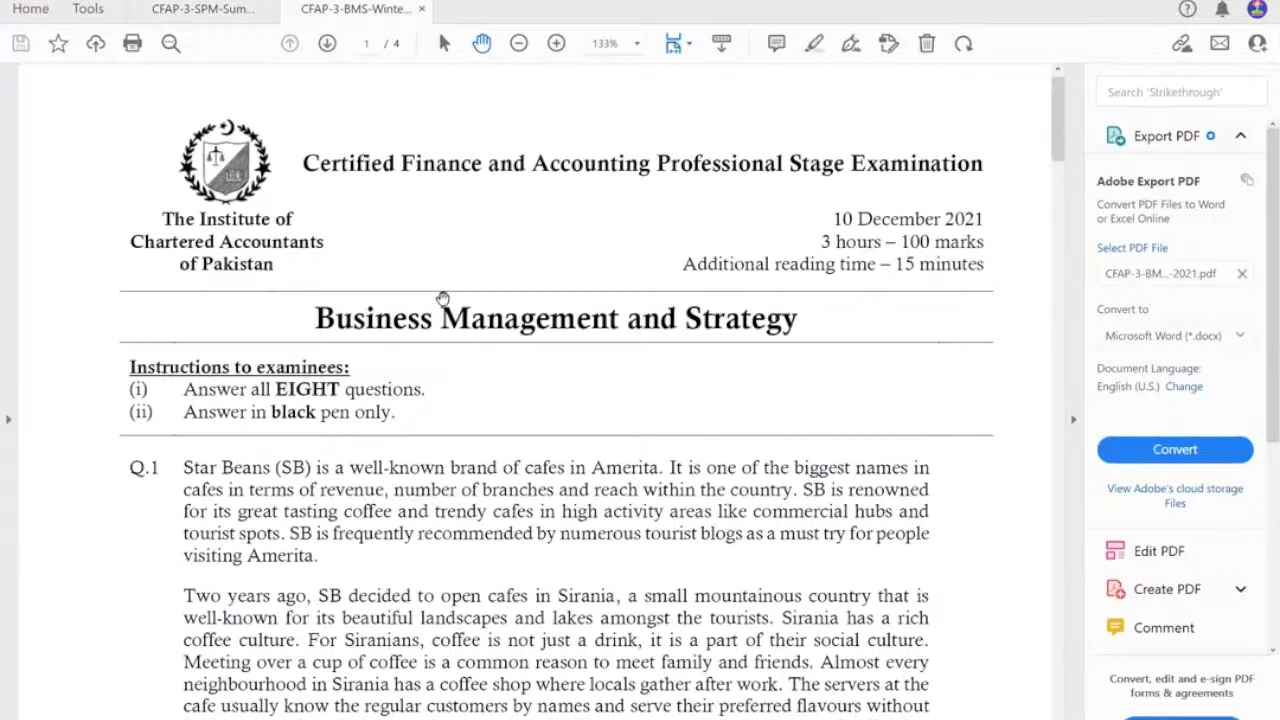 Home Tools CFAP-3-SPM-Sum... CFAP-3-BMS-Winte... ×
1 / 4 133%
Search 'Strikethrough'
Export PDF
Adobe Export PDF
Convert PDF Files to Word
or Excel Online
Select PDF File
CFAP-3-BM...-2021.pdf
Convert to
Microsoft Word (*.docx)
Document Language:
English (U.S.) Change
Convert
View Adobe's cloud storage
Files
Edit PDF
Create PDF
Comment
Convert, edit and e-sign PDF
forms & agreements
Certified Finance and Accounting Professional Stage Examination
The Institute of
Chartered Accountants
of Pakistan
10 December 2021
3 hours – 100 marks
Additional reading time – 15 minutes
Business Management and Strategy
Instructions to examinees:
(i) Answer all EIGHT questions.
(ii) Answer in black pen only.
Q.1 Star Beans (SB) is a well-known brand of cafes in Amerita. It is one of the biggest names in
cafes in terms of revenue, number of branches and reach within the country. SB is renowned
for its great tasting coffee and trendy cafes in high activity areas like commercial hubs and
tourist spots. SB is frequently recommended by numerous tourist blogs as a must try for people
visiting Amerita.
Two years ago, SB decided to open cafes in Sirania, a small mountainous country that is
well-known for its beautiful landscapes and lakes amongst the tourists. Sirania has a rich
coffee culture. For Siranians, coffee is not just a drink, it is a part of their social culture.
Meeting over a cup of coffee is a common reason to meet family and friends. Almost every
neighbourhood in Sirania has a coffee shop where locals gather after work. The servers at the
cafe usually know the regular customers by names and serve their preferred flavours without